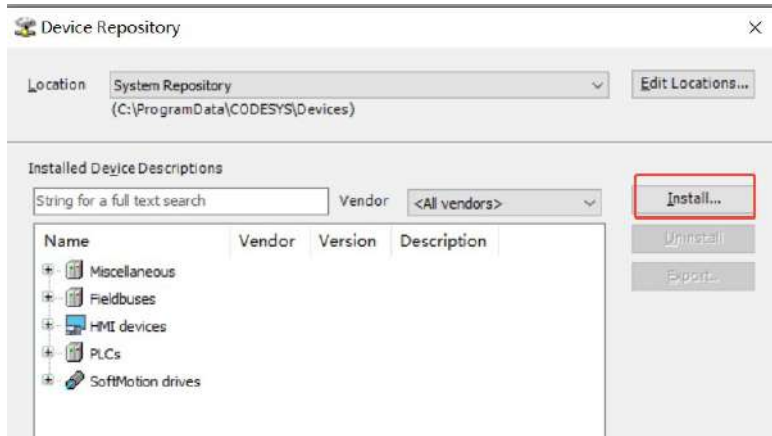 Device Repository
Location System Repository Edit Locations...
(C:\ProgramData\CODESYS\Devices)
Installed Device Descriptions
String for a full text search Vendor <All vendors> Install...
Name Vendor Version Description Uninstall
Miscellaneous Export...
Fieldbuses
HMI devices
PLCs
SoftMotion drives